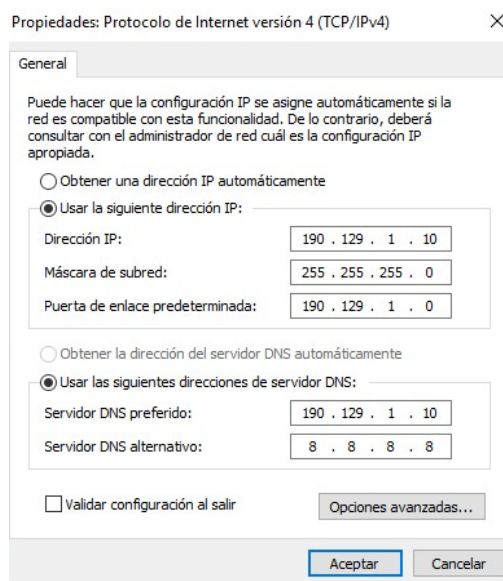 Propiedades: Protocolo de Internet versión 4 (TCP/IPv4)
General
Puede hacer que la configuración IP se asigne automáticamente si la
red es compatible con esta funcionalidad. De lo contrario, deberá
consultar con el administrador de red cuál es la configuración IP
apropiada.
Obtener una dirección IP automáticamente
Usar la siguiente dirección IP:
Dirección IP: 190 . 129 . 1 . 10
Máscara de subred: 255 . 255 . 255 . 0
Puerta de enlace predeterminada: 190 . 129 . 1 . 0
Obtener la dirección del servidor DNS automáticamente
Usar las siguientes direcciones de servidor DNS:
Servidor DNS preferido: 190 . 129 . 1 . 10
Servidor DNS alternativo: 8 . 8 . 8 . 8
Validar configuración al salir Opciones avanzadas...
Aceptar Cancelar